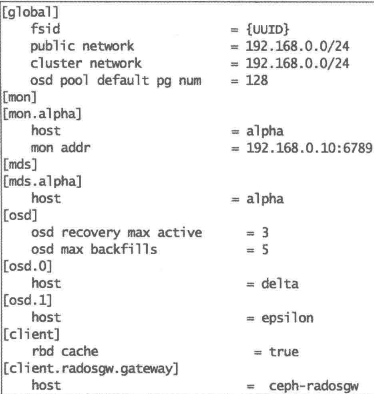 [global]
fsid = {UUID}
public network = 192.168.0.0/24
cluster network = 192.168.0.0/24
osd pool default pg num = 128
[mon]
[mon.alpha]
host = alpha
mon addr = 192.168.0.10:6789
[mds]
[mds.alpha]
host = alpha
[osd]
osd recovery max active = 3
osd max backfills = 5
[osd.0]
host = delta
[osd.1]
host = epsilon
[client]
rbd cache = true
[client.radosgw.gateway]
host = ceph-radosgw